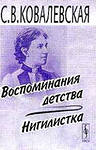 С.В.КОВАЛЕВСКАЯ
Воспоминания
детства
Нигилистка